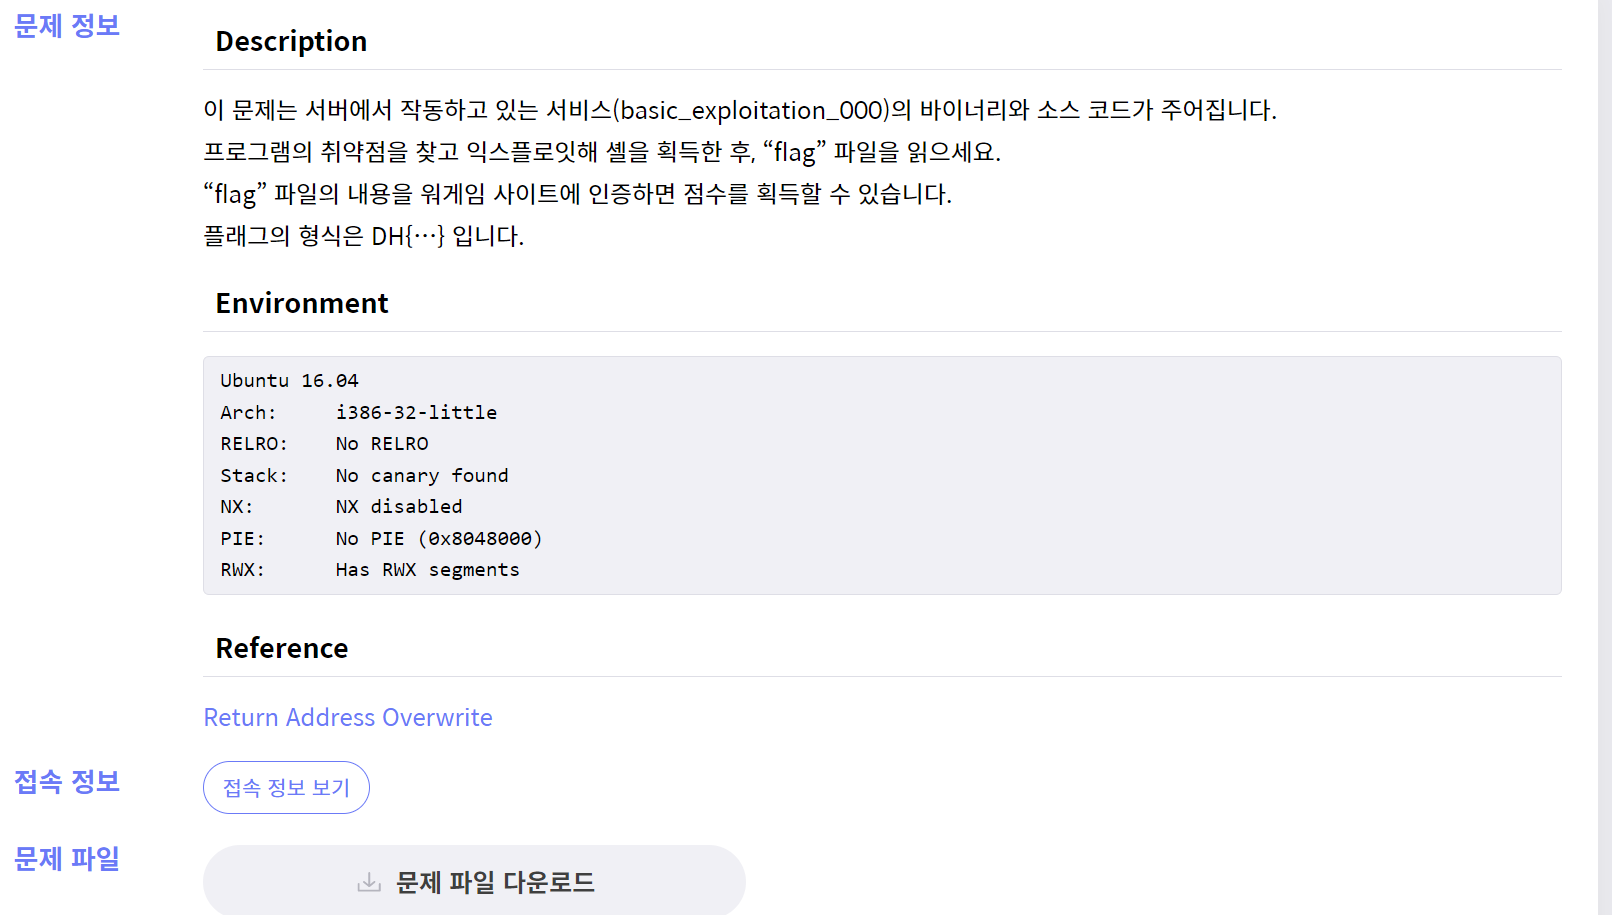 문제 정보
Description
이 문제는 서버에서 작동하고 있는 서비스(basic_exploitation_000)의 바이너리와 소스 코드가 주어집니다.
프로그램의 취약점을 찾고 익스플로잇해 셸을 획득한 후, “flag” 파일을 읽으세요.
“flag” 파일의 내용을 워게임 사이트에 인증하면 점수를 획득할 수 있습니다.
플래그의 형식은 DH{…} 입니다.
Environment
Ubuntu 16.04
Arch:     i386-32-little
RELRO:    No RELRO
Stack:    No canary found
NX:       NX disabled
PIE:      No PIE (0x8048000)
RWX:      Has RWX segments
Reference
Return Address Overwrite
접속 정보
접속 정보 보기
문제 파일
문제 파일 다운로드